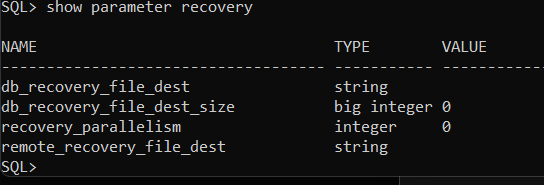 SQL> show parameter recovery
NAME                                 TYPE        VALUE
------------------------------------ ----------- ------------
db_recovery_file_dest                string
db_recovery_file_dest_size           big integer 0
recovery_parallelism                 integer     0
remote_recovery_file_dest            string
SQL>